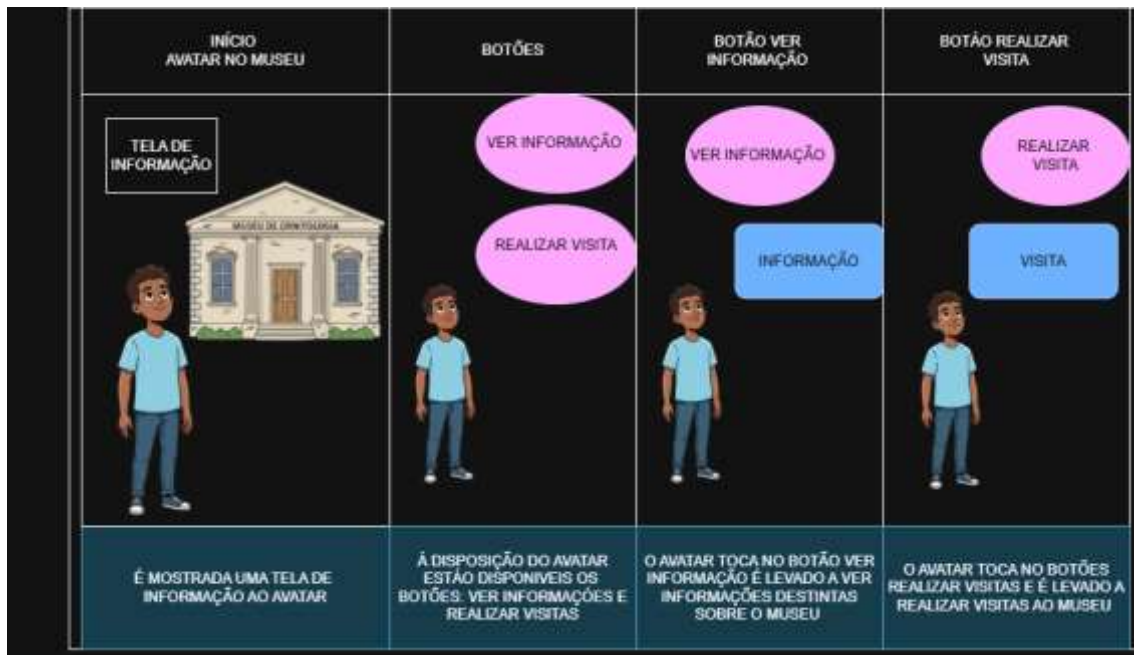 INÍCIO
AVATAR NO MUSEU
BOTÕES
BOTÃO VER
INFORMAÇÃO
BOTÃO REALIZAR
VISITA
TELA DE
INFORMAÇÃO
MUSEU DE ORNITOLOGIA
VER INFORMAÇÃO
REALIZAR VISITA
VER INFORMAÇÃO
INFORMAÇÃO
REALIZAR
VISITA
VISITA
É MOSTRADA UMA TELA DE
INFORMAÇÃO AO AVATAR
Á DISPOSIÇÃO DO AVATAR
ESTÃO DISPONIVEIS OS
BOTÕES: VER INFORMAÇÕES E
REALIZAR VISITAS
O AVATAR TOCA NO BOTÃO VER
INFORMAÇÃO É LEVADO A VER
INFORMAÇÕES DESTINTAS
SOBRE O MUSEU
O AVATAR TOCA NO BOTÕES
REALIZAR VISITAS E É LEVADO A
REALIZAR VISITAS AO MUSEU